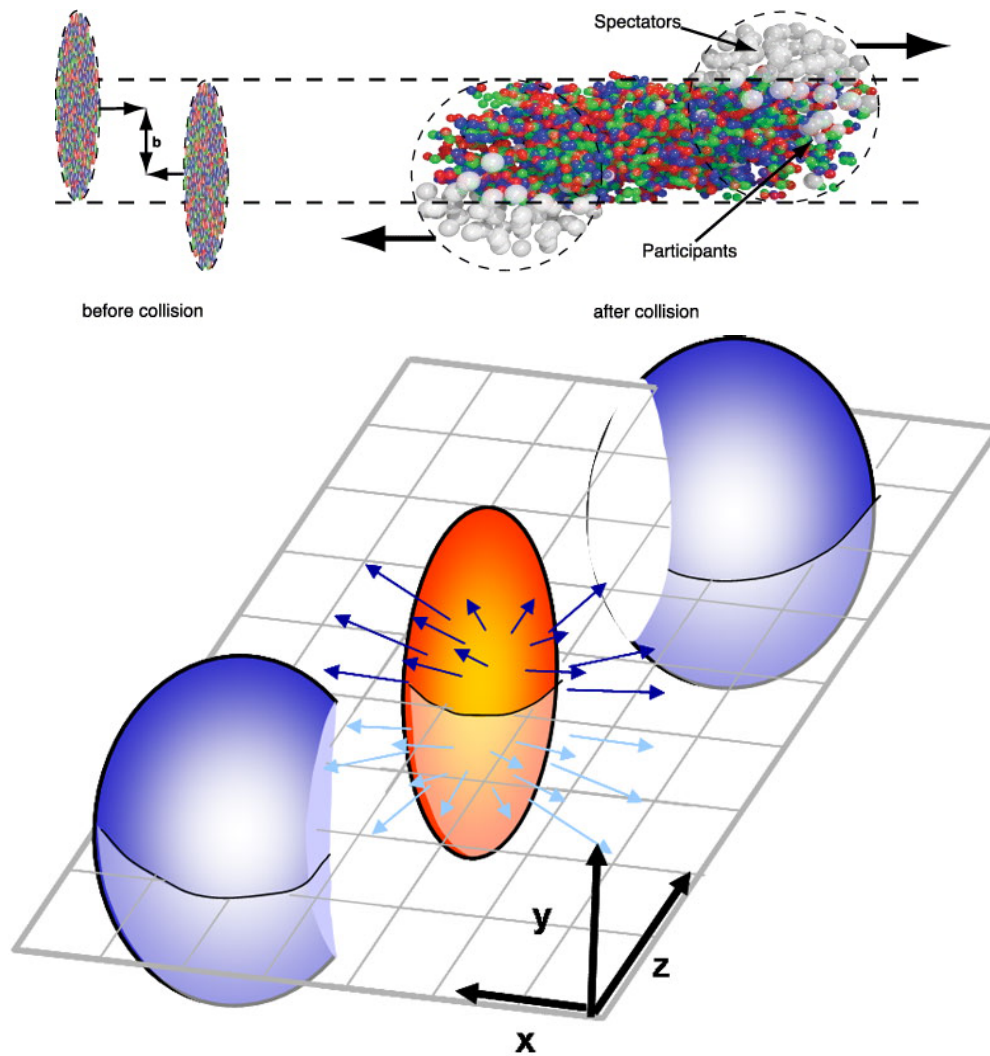 Spectators
b
Participants
before collision
after collision
y
z
x